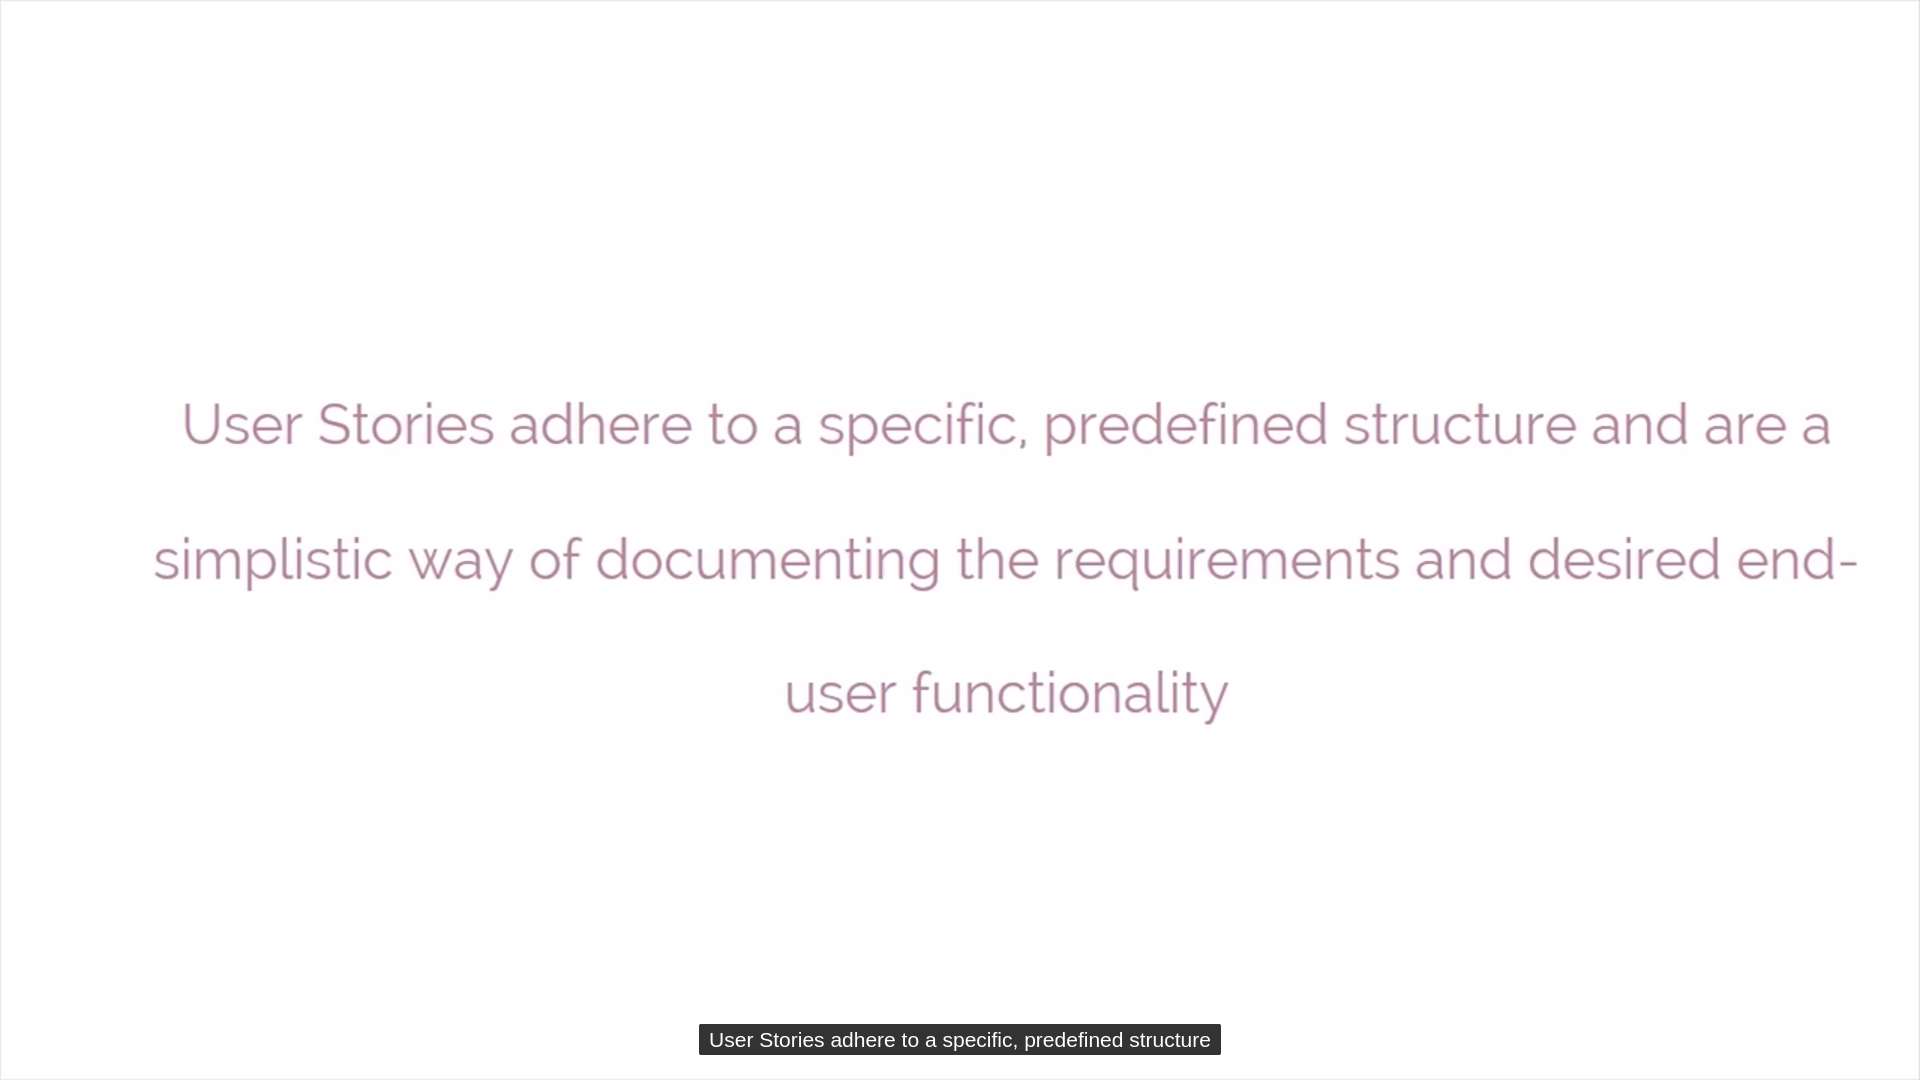 User Stories adhere to a specific, predefined structure and are a
simplistic way of documenting the requirements and desired end-
user functionality
User Stories adhere to a specific, predefined structure